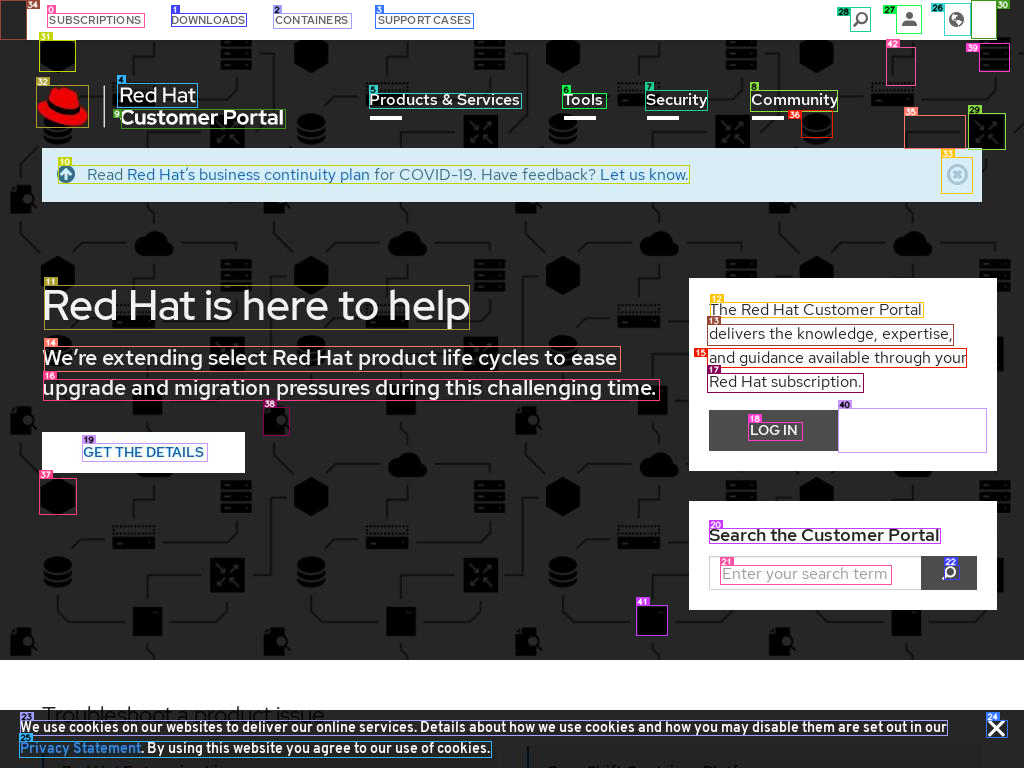 SUBSCRIPTIONS DOWNLOADS CONTAINERS SUPPORT CASES
Red Hat
Customer Portal
Products & Services Tools Security Community
Read Red Hat’s business continuity plan for COVID-19. Have feedback? Let us know.
Red Hat is here to help
We’re extending select Red Hat product life cycles to ease
upgrade and migration pressures during this challenging time.
GET THE DETAILS
The Red Hat Customer Portal
delivers the knowledge, expertise,
and guidance available through your
Red Hat subscription.
LOG IN
Search the Customer Portal
Enter your search term
Troubleshoot a product issue
We use cookies on our websites to deliver our online services. Details about how we use cookies and how you may disable them are set out in our
Privacy Statement. By using this website you agree to our use of cookies.